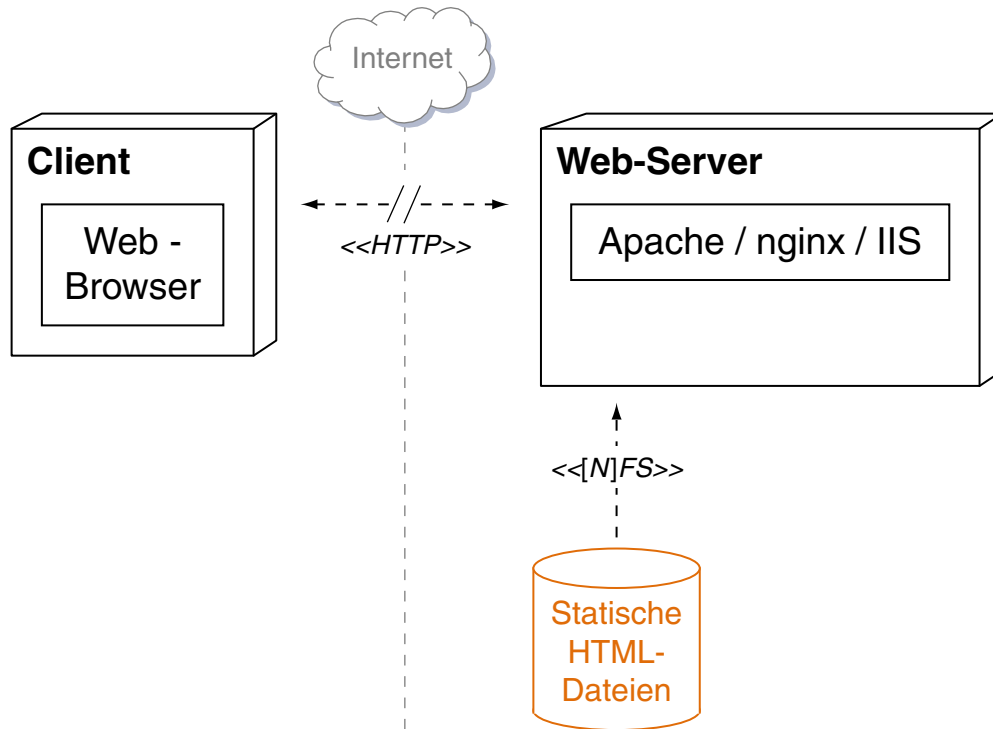 Internet
Client
Web -
Browser
<<HTTP>>
Web-Server
Apache / nginx / IIS
<<[N]FS>>
Statische
HTML-
Dateien